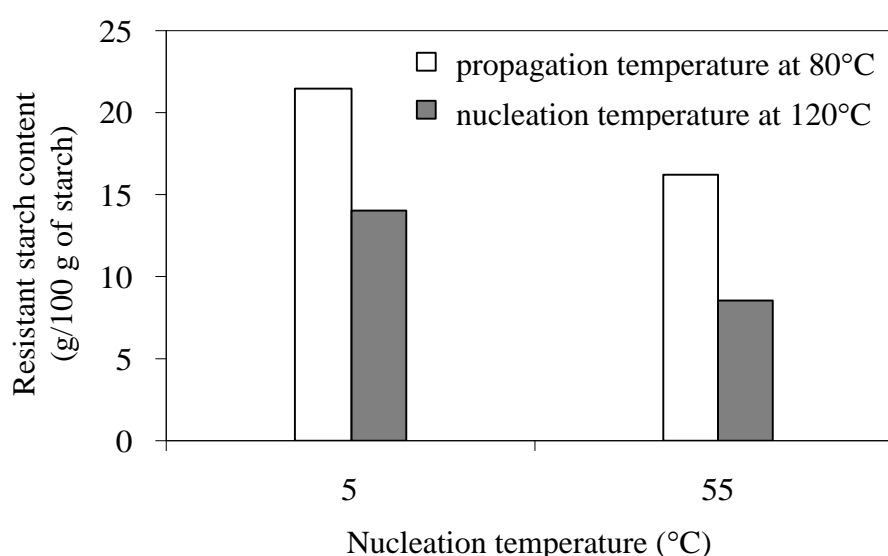 25
20
15
10
5
0
Resistant starch content
(g/100 g of starch)
propagation temperature at 80°C
nucleation temperature at 120°C
5 55
Nucleation temperature (°C)